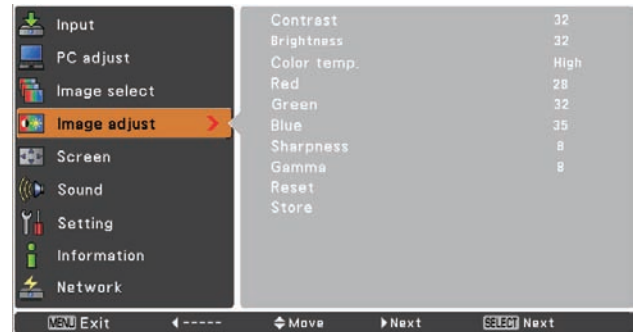 Input
PC adjust
Image select
Image adjust
Screen
Sound
Setting
Information
Network
Contrast 32
Brightness 32
Color temp. High
Red 28
Green 32
Blue 35
Sharpness 8
Gamma 8
Reset
Store
MENU Exit ◀ ----- Move ▶ Next SELECT Next